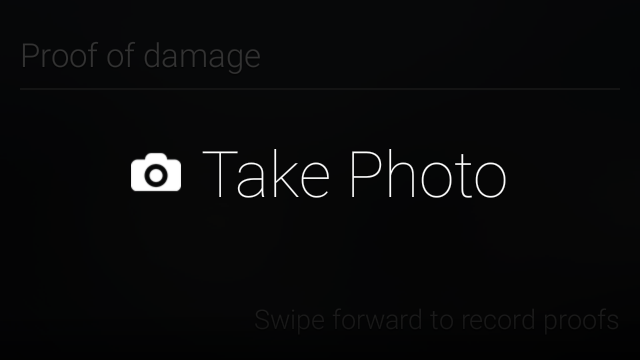 Proof of damage
Take Photo
Swipe forward to record proofs